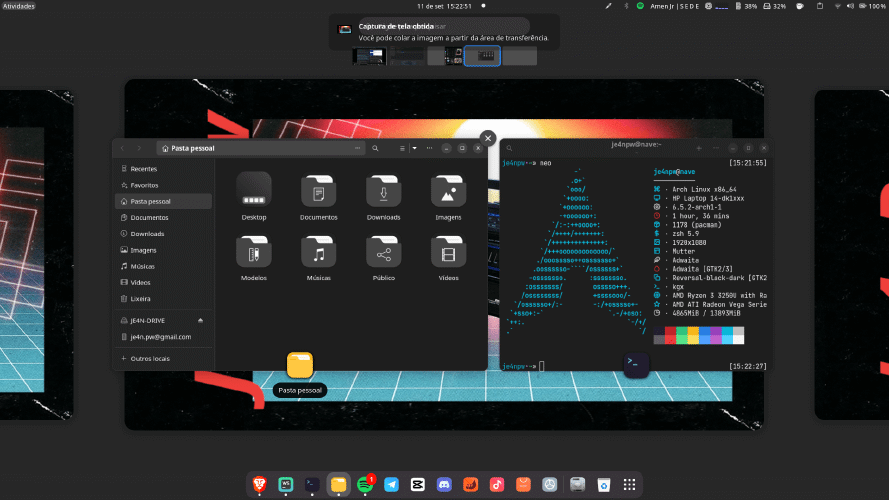 Atividades
11 de set 15:22:51
Amen Jr | S E D E
38%
32%
100 %
Captura de tela obtida
Você pode colar a imagem a partir da área de transferência.
Pasta pessoal
Recentes
Favoritos
Pasta pessoal
Documentos
Downloads
Imagens
Músicas
Vídeos
Lixeira
JE4N-DRIVE
je4n.pw@gmail.com
Outros locais
Desktop
Documentos
Downloads
Imagens
Modelos
Músicas
Público
Vídeos
Pasta pessoal
je4npw@nave:~
je4npw neo
[15:21:55]
je4npw@nave
Arch Linux x86_64
HP Laptop 14-dk1xxx
6.5.2-arch1-1
1 hour, 36 mins
1178 (pacman)
zsh 5.9
1920x1080
Mutter
Adwaita
Adwaita [GTK2/3]
Reversal-black-dark [GTK2
kgx
AMD Ryzon 3 3250U with Ra
AMD ATI Radeon Vega Serie
4865MiB / 13893MiB
je4npw
[15:22:27]
1